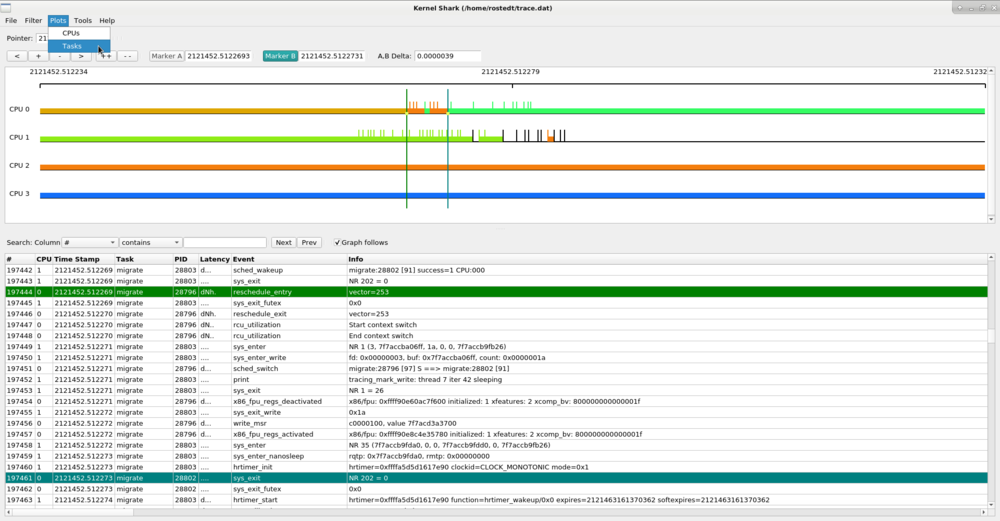 Kernel Shark (/home/rostedt/trace.dat)
File Filter Plots Tools Help
CPUs
Pointer: 21
Tasks
< + - > ++ -- Marker A 2121452.512693 Marker B 2121452.512731 A,B Delta: 0.0000039
2121452.512234 2121452.512279 2121452.51232
CPU 0
CPU 1
CPU 2
CPU 3
Search: Column # contains Next Prev Graph follows
# CPU Time Stamp Task PID Latency Event Info
197442 1 2121452.512269 migrate 28803 d... sched_wakeup migrate:28802 [91] success=1 CPU:000
197443 1 2121452.512269 migrate 28803 .... sys_exit NR 202 = 0
197444 0 2121452.512269 migrate 28796 dNh. reschedule_entry vector=253
197445 1 2121452.512269 migrate 28803 .... sys_exit_futex 0x0
197446 0 2121452.512270 migrate 28796 dNh. reschedule_exit vector=253
197447 0 2121452.512270 migrate 28796 dN.. rcu_utilization Start context switch
197448 0 2121452.512270 migrate 28796 dN.. rcu_utilization End context switch
197449 1 2121452.512271 migrate 28803 .... sys_enter NR 1 (3, 7f7accba06ff, 1a, 0, 0, 7f7accb9fb26)
197450 1 2121452.512271 migrate 28803 .... sys_enter_write fd: 0x00000003, buf: 0x7f7accba06ff, count: 0x0000001a
197451 0 2121452.512271 migrate 28796 d... sched_switch migrate:28796 [97] S ==> migrate:28802 [91]
197452 1 2121452.512271 migrate 28803 .... print tracing_mark_write: thread 7 iter 42 sleeping
197453 1 2121452.512271 migrate 28803 .... sys_exit NR 1 = 26
197454 0 2121452.512271 migrate 28796 d... x86_fpu_regs_deactivated x86/fpu: 0xffff90e60ac7f600 initialized: 1 xfeatures: 2 xcomp_bv: 800000000000001f
197455 1 2121452.512272 migrate 28803 .... sys_exit_write 0x1a
197456 0 2121452.512272 migrate 28796 d... write_msr c0000100, value 7f7acd3a3700
197457 0 2121452.512272 migrate 28796 d... x86_fpu_regs_activated x86/fpu: 0xffff90e8c4e35780 initialized: 1 xfeatures: 2 xcomp_bv: 800000000000001f
197458 1 2121452.512272 migrate 28803 .... sys_enter NR 35 (7f7accb9fda0, 0, 0, 7f7accb9fdd0, 0, 7f7accb9fb26)
197459 1 2121452.512273 migrate 28803 .... sys_enter_nanosleep rqtp: 0x7f7accb9fda0, rmtp: 0x00000000
197460 1 2121452.512273 migrate 28803 .... hrtimer_init hrtimer=0xffffa5d5d1617e90 clockid=CLOCK_MONOTONIC mode=0x1
197461 0 2121452.512273 migrate 28802 .... sys_exit NR 202 = 0
197462 0 2121452.512273 migrate 28802 .... sys_exit_futex 0x0
197463 1 2121452.512274 migrate 28803 d... hrtimer_start hrtimer=0xffffa5d5d1617e90 function=hrtimer_wakeup/0x0 expires=2121463161370362 softexpires=2121463161370362